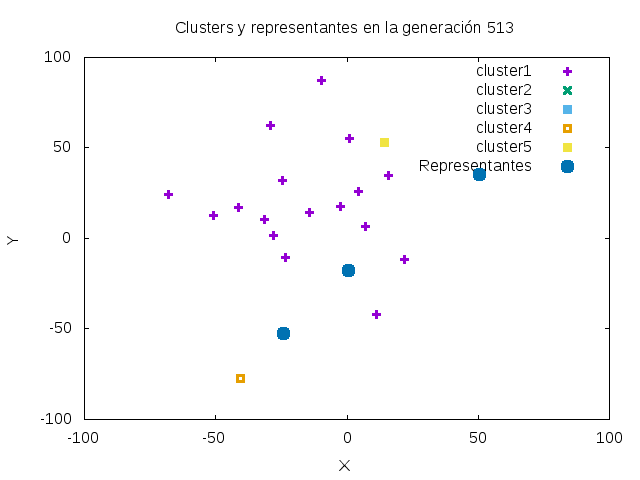 Clusters y representantes en la generación 513
100
50
0
-50
-100
Y
-100
-50
0
50
100
X
cluster1
cluster2
cluster3
cluster4
cluster5
Representantes